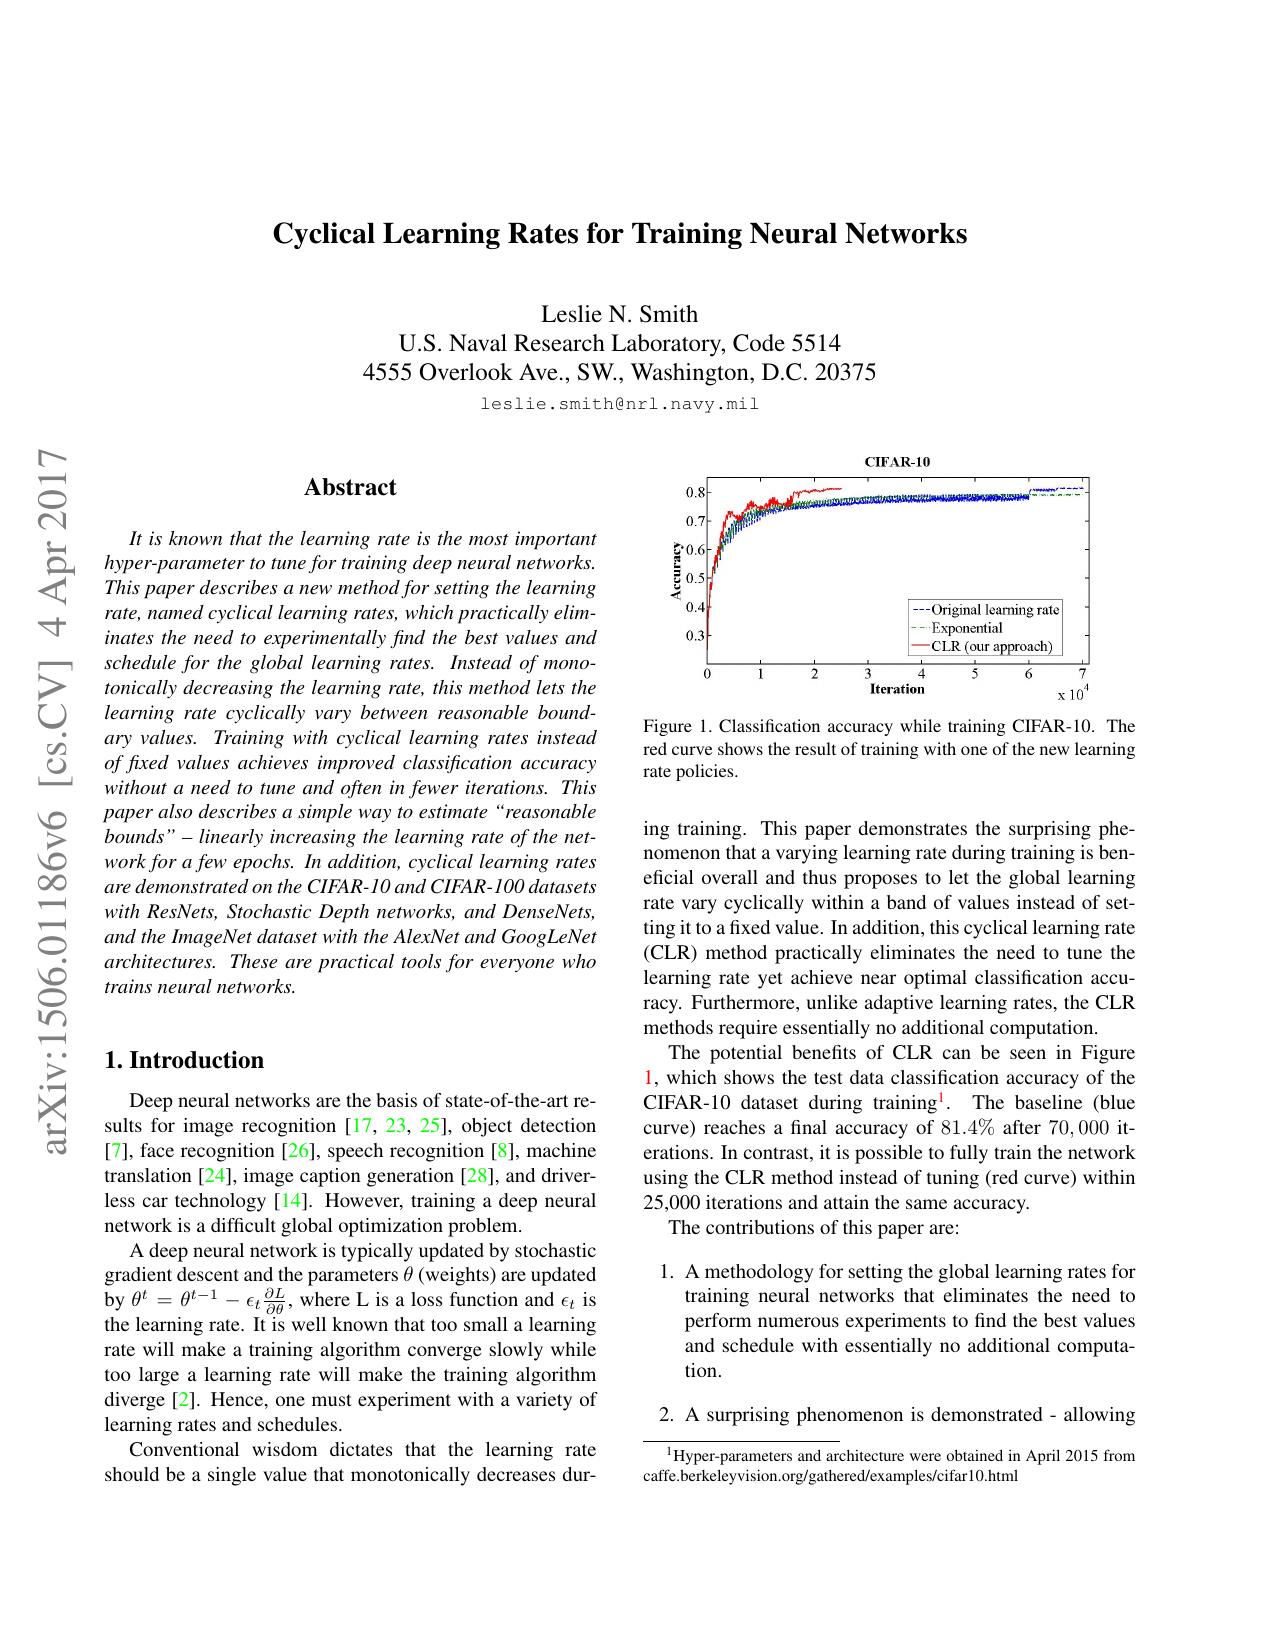 arXiv:1506.01186v6 [cs.CV] 4 Apr 2017
Cyclical Learning Rates for Training Neural Networks
Leslie N. Smith
U.S. Naval Research Laboratory, Code 5514
4555 Overlook Ave., SW., Washington, D.C. 20375
leslie.smith@nrl.navy.mil
Abstract
It is known that the learning rate is the most important
hyper-parameter to tune for training deep neural networks.
This paper describes a new method for setting the learning
rate, named cyclical learning rates, which practically elim-
inates the need to experimentally find the best values and
schedule for the global learning rates. Instead of mono-
tonically decreasing the learning rate, this method lets the
learning rate cyclically vary between reasonable bound-
ary values. Training with cyclical learning rates instead
of fixed values achieves improved classification accuracy
without a need to tune and often in fewer iterations. This
paper also describes a simple way to estimate “reasonable
bounds” – linearly increasing the learning rate of the net-
work for a few epochs. In addition, cyclical learning rates
are demonstrated on the CIFAR-10 and CIFAR-100 datasets
with ResNets, Stochastic Depth networks, and DenseNets,
and the ImageNet dataset with the AlexNet and GoogLeNet
architectures. These are practical tools for everyone who
trains neural networks.
1. Introduction
Deep neural networks are the basis of state-of-the-art re-
sults for image recognition [17, 23, 25], object detection
[7], face recognition [26], speech recognition [8], machine
translation [24], image caption generation [28], and driver-
less car technology [14]. However, training a deep neural
network is a difficult global optimization problem.
A deep neural network is typically updated by stochastic
gradient descent and the parameters θ (weights) are updated
by θ^t = θ^{t−1} − ϵ_t ∂L/∂θ, where L is a loss function and ϵ_t is
the learning rate. It is well known that too small a learning
rate will make a training algorithm converge slowly while
too large a learning rate will make the training algorithm
diverge [2]. Hence, one must experiment with a variety of
learning rates and schedules.
Conventional wisdom dictates that the learning rate
should be a single value that monotonically decreases dur-
CIFAR-10
0.8
0.7
0.6
0.5
0.4
0.3
Accuracy
Original learning rate
Exponential
CLR (our approach)
0 1 2 3 4 5 6 7
Iteration
x 10^4
Figure 1. Classification accuracy while training CIFAR-10. The
red curve shows the result of training with one of the new learning
rate policies.
ing training. This paper demonstrates the surprising phe-
nomenon that a varying learning rate during training is ben-
eficial overall and thus proposes to let the global learning
rate vary cyclically within a band of values instead of set-
ting it to a fixed value. In addition, this cyclical learning rate
(CLR) method practically eliminates the need to tune the
learning rate yet achieve near optimal classification accu-
racy. Furthermore, unlike adaptive learning rates, the CLR
methods require essentially no additional computation.
The potential benefits of CLR can be seen in Figure
1, which shows the test data classification accuracy of the
CIFAR-10 dataset during training¹. The baseline (blue
curve) reaches a final accuracy of 81.4% after 70,000 it-
erations. In contrast, it is possible to fully train the network
using the CLR method instead of tuning (red curve) within
25,000 iterations and attain the same accuracy.
The contributions of this paper are:
1. A methodology for setting the global learning rates for
training neural networks that eliminates the need to
perform numerous experiments to find the best values
and schedule with essentially no additional computa-
tion.
2. A surprising phenomenon is demonstrated - allowing
¹Hyper-parameters and architecture were obtained in April 2015 from
caffe.berkeleyvision.org/gathered/examples/cifar10.html